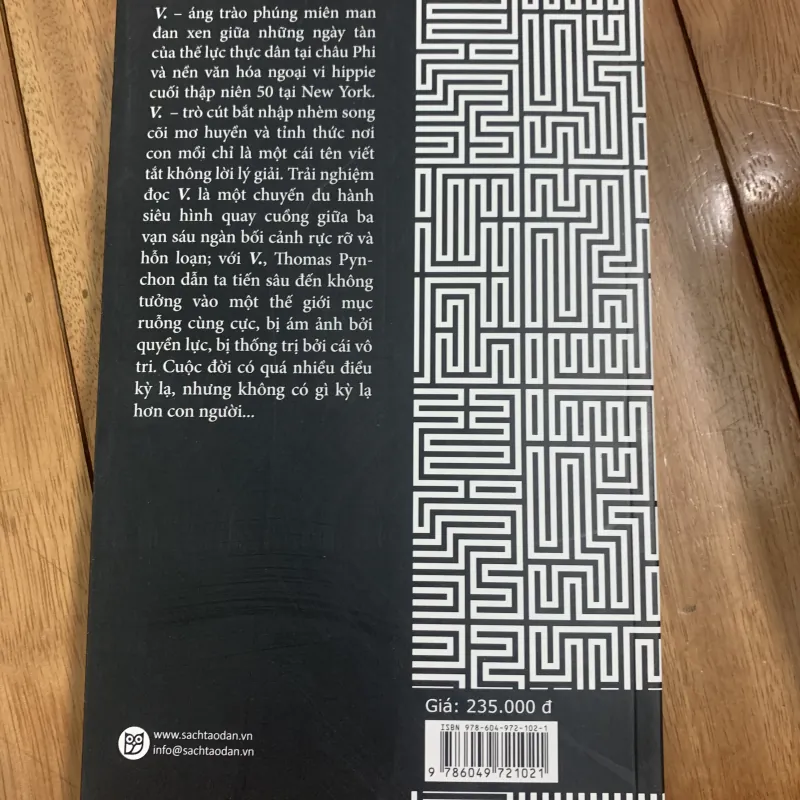 V. – áng trào phúng miên man
đan xen giữa những ngày tàn
của thế lực thực dân tại châu Phi
và nền văn hóa ngoại vi hippie
cuối thập niên 50 tại New York.
V. – trò cút bắt nhập nhèm song
cõi mơ huyền và tỉnh thức nơi
con mồi chỉ là một cái tên viết
tắt không lời lý giải. Trải nghiệm
đọc V. là một chuyến du hành
siêu hình quay cuồng giữa ba
vạn sáu ngàn bối cảnh rực rỡ và
hỗn loạn; với V., Thomas Pyn-
chon dẫn ta tiến sâu đến không
tưởng vào một thế giới mục
ruỗng cùng cực, bị ám ảnh bởi
quyền lực, bị thống trị bởi cái vô
tri. Cuộc đời có quá nhiều điều
kỳ lạ, nhưng không có gì kỳ lạ
hơn con người...
Giá: 235.000 đ
ISBN 978-604-972-102-1
9 786049 721021
www.sachtaodan.vn
info@sachtaodan.vn